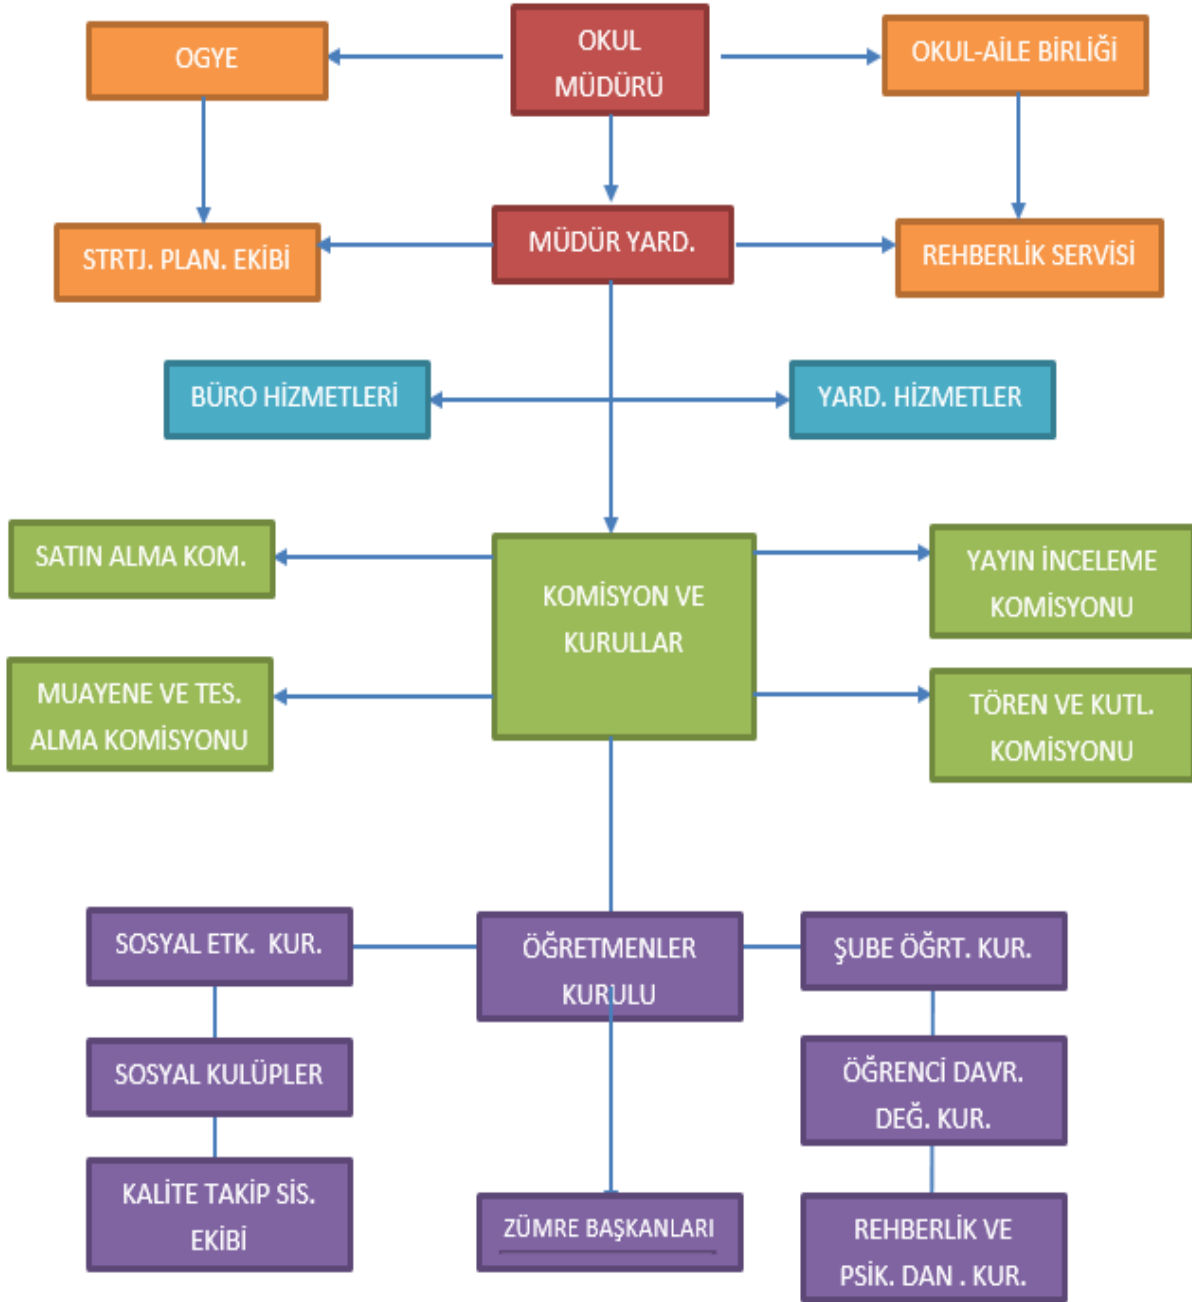 OGYE
OKUL
MÜDÜRÜ
OKUL-AİLE BİRLİĞİ
STRTJ. PLAN. EKİBİ
MÜDÜR YARD.
REHBERLİK SERVİSİ
BÜRO HİZMETLERİ
YARD. HİZMETLER
SATIN ALMA KOM.
KOMİSYON VE
KURULLAR
YAYIN İNCELEME
KOMİSYONU
MUAYENE VE TES.
ALMA KOMİSYONU
TÖREN VE KUTL.
KOMİSYONU
SOSYAL ETK.  KUR.
ÖĞRETMENLER
KURULU
ŞUBE ÖĞRT. KUR.
SOSYAL KULÜPLER
ÖĞRENCİ DAVR.
DEĞ. KUR.
KALİTE TAKİP SİS.
EKİBİ
ZÜMRE BAŞKANLARI
REHBERLİK VE
PSİK. DAN . KUR.